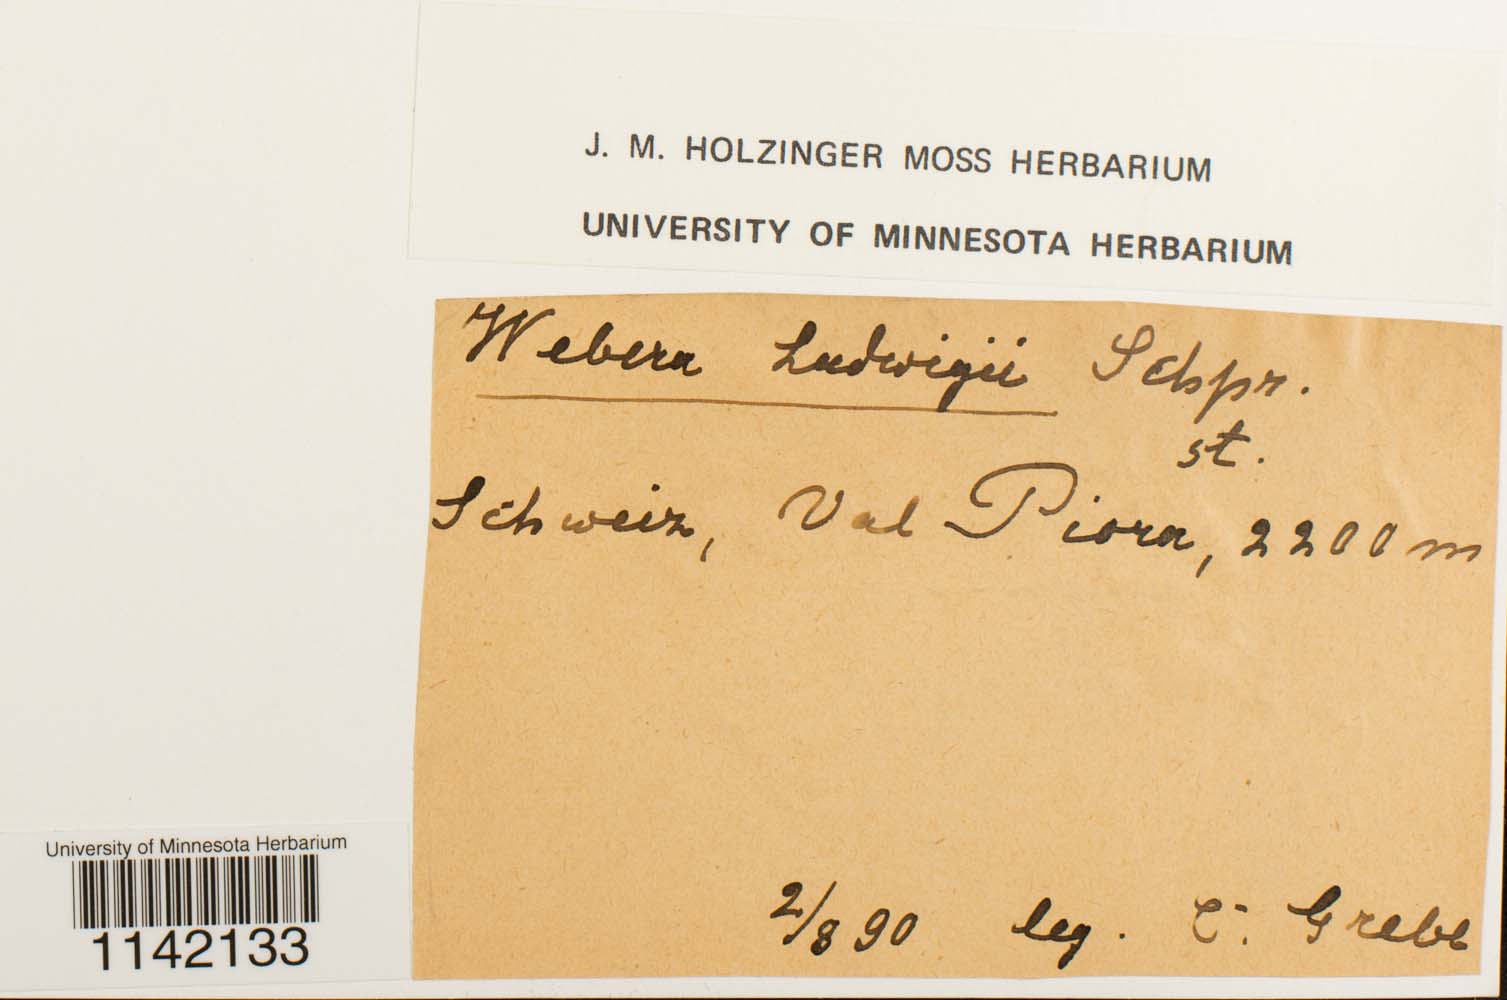 J. M. HOLZINGER MOSS HERBARIUM
UNIVERSITY OF MINNESOTA HERBARIUM
Webera Ludwigii Schpr.
st.
Schweiz, Val Piora, 2200 m
2/8 90 leg. C. Grebe
University of Minnesota Herbarium
1142133